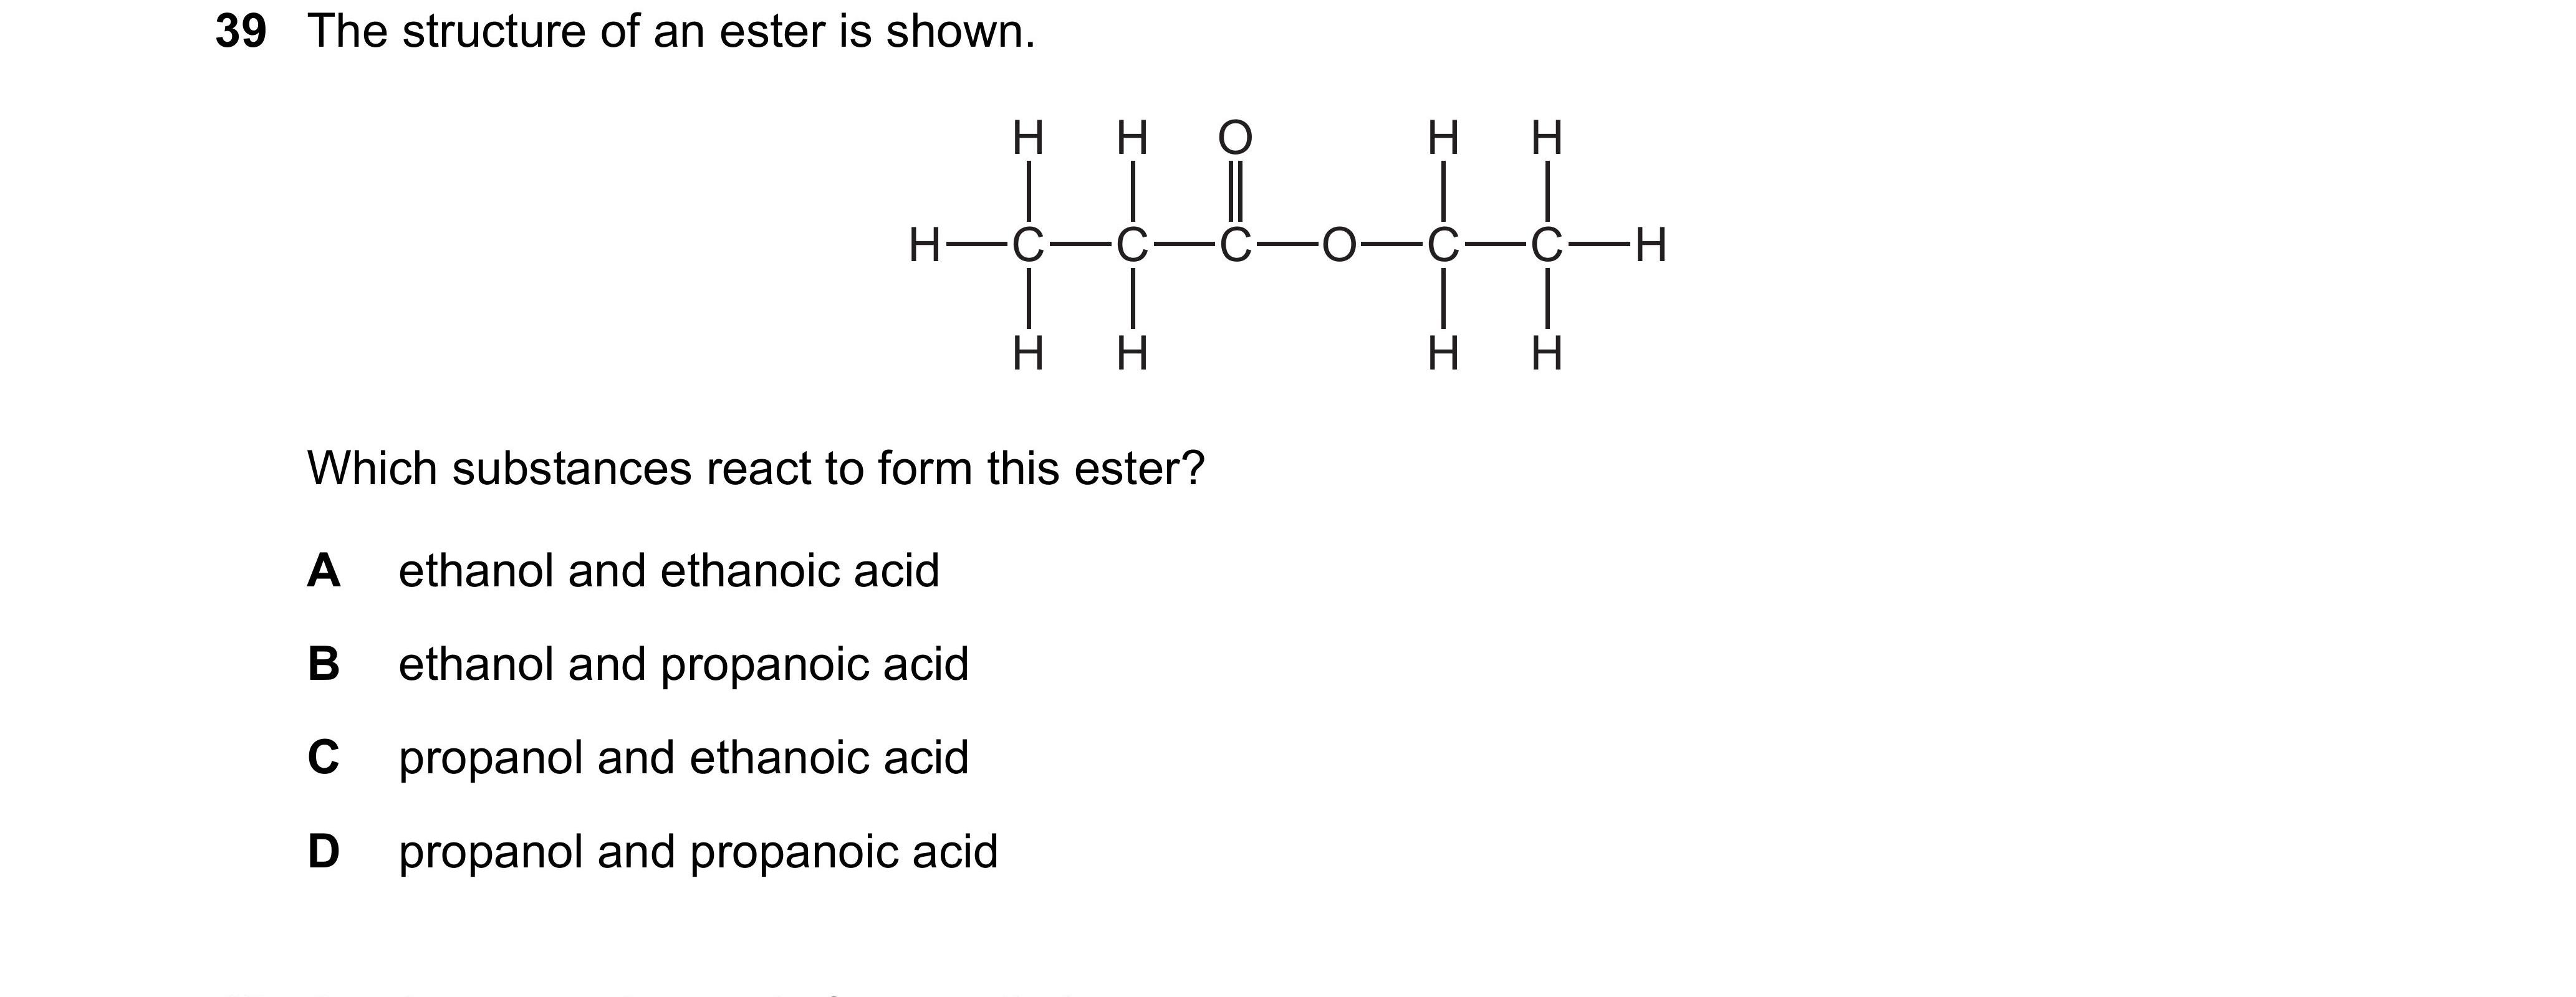 39 The structure of an ester is shown.
H H O H H
H C C C O C C H
H H H H
Which substances react to form this ester?
A ethanol and ethanoic acid
B ethanol and propanoic acid
C propanol and ethanoic acid
D propanol and propanoic acid